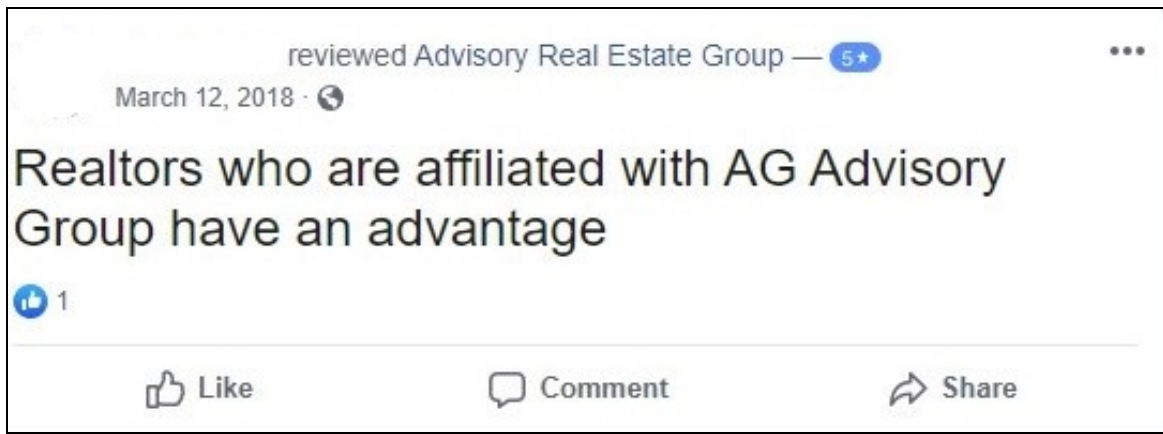 reviewed Advisory Real Estate Group — 5★
March 12, 2018 ·
Realtors who are affiliated with AG Advisory
Group have an advantage
1
Like Comment Share